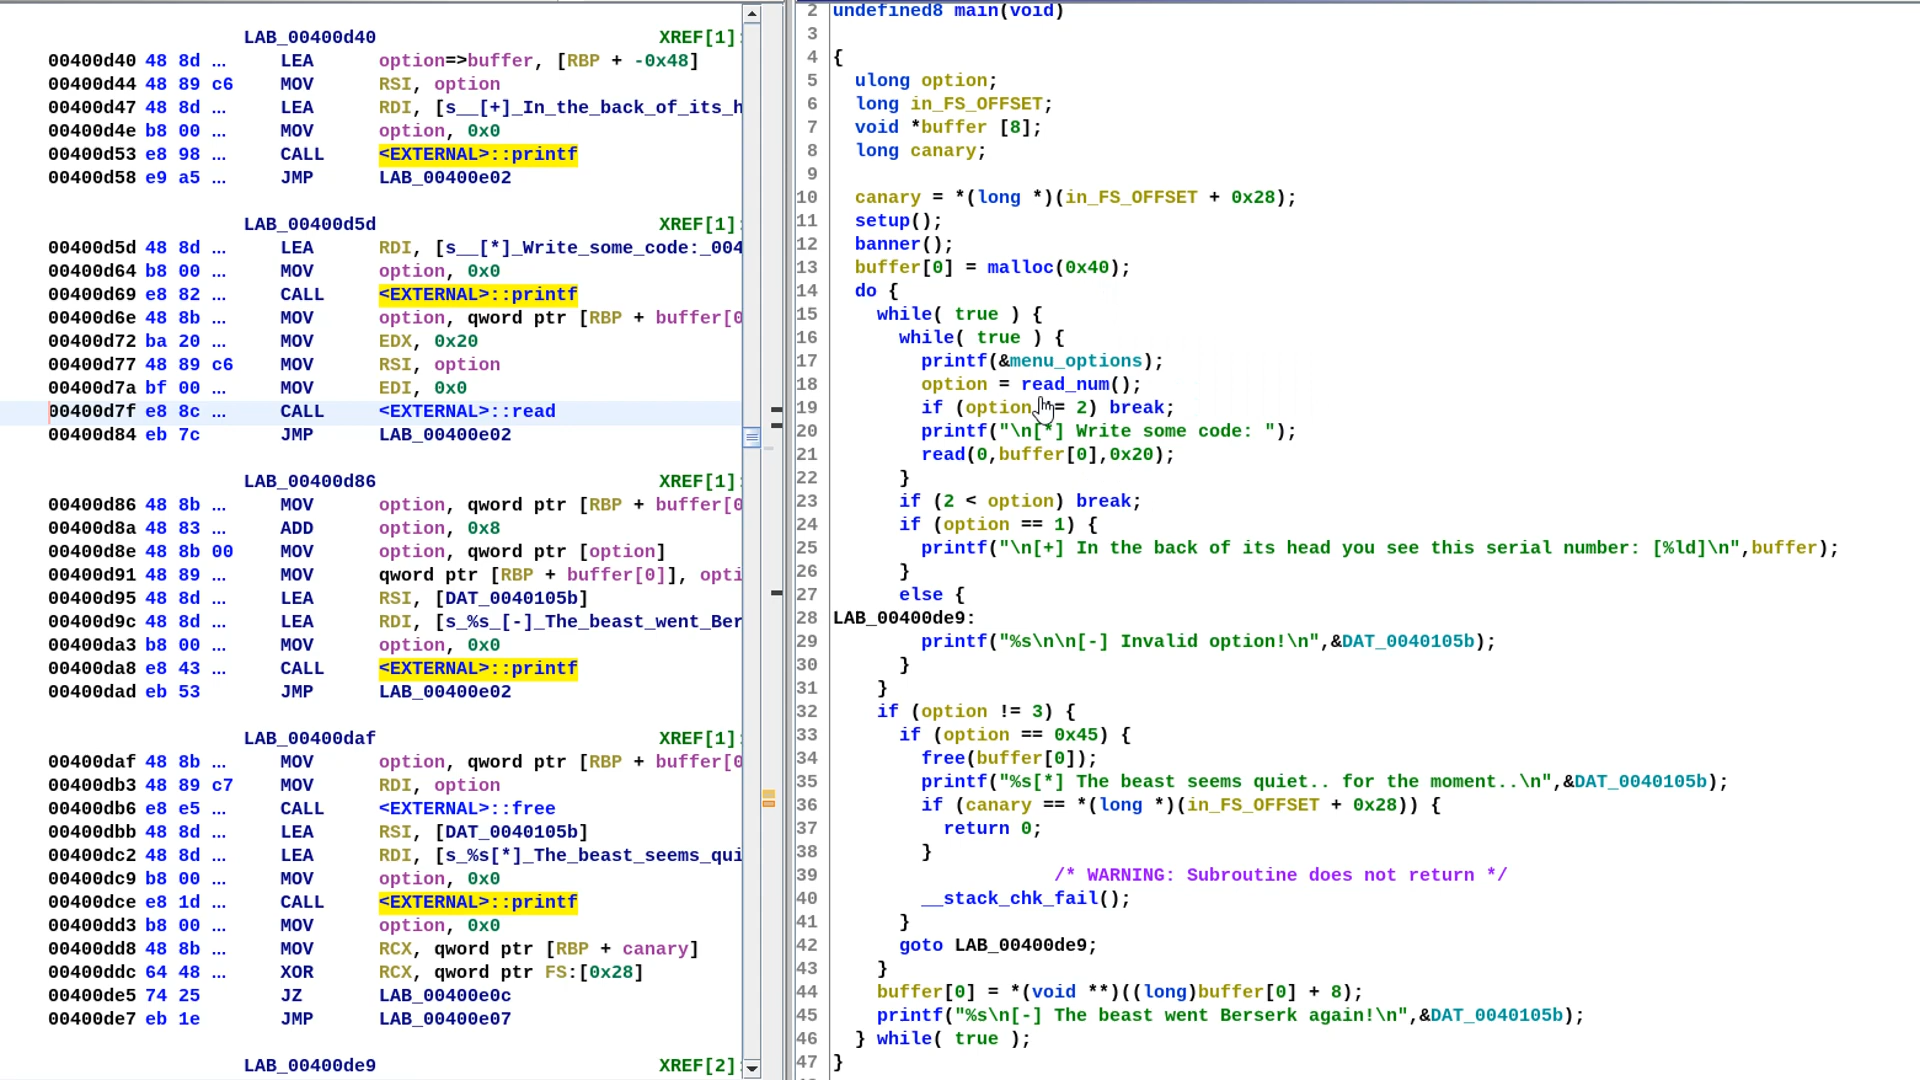 LAB_00400d40 XREF[1]:
00400d40 48 8d ... LEA option=>buffer, [RBP + -0x48]
00400d44 48 89 c6 MOV RSI, option
00400d47 48 8d ... LEA RDI, [s__[+]_In_the_back_of_its_h
00400d4e b8 00 ... MOV option, 0x0
00400d53 e8 98 ... CALL <EXTERNAL>::printf
00400d58 e9 a5 ... JMP LAB_00400e02
LAB_00400d5d XREF[1]:
00400d5d 48 8d ... LEA RDI, [s__[*]_Write_some_code:_004
00400d64 b8 00 ... MOV option, 0x0
00400d69 e8 82 ... CALL <EXTERNAL>::printf
00400d6e 48 8b ... MOV option, qword ptr [RBP + buffer[0
00400d72 ba 20 ... MOV EDX, 0x20
00400d77 48 89 c6 MOV RSI, option
00400d7a bf 00 ... MOV EDI, 0x0
00400d7f e8 8c ... CALL <EXTERNAL>::read
00400d84 eb 7c JMP LAB_00400e02
LAB_00400d86 XREF[1]:
00400d86 48 8b ... MOV option, qword ptr [RBP + buffer[0
00400d8a 48 83 ... ADD option, 0x8
00400d8e 48 8b 00 MOV option, qword ptr [option]
00400d91 48 89 ... MOV qword ptr [RBP + buffer[0]], opti
00400d95 48 8d ... LEA RSI, [DAT_0040105b]
00400d9c 48 8d ... LEA RDI, [s_%s_[-]_The_beast_went_Ber
00400da3 b8 00 ... MOV option, 0x0
00400da8 e8 43 ... CALL <EXTERNAL>::printf
00400dad eb 53 JMP LAB_00400e02
LAB_00400daf XREF[1]:
00400daf 48 8b ... MOV option, qword ptr [RBP + buffer[0
00400db3 48 89 c7 MOV RDI, option
00400db6 e8 e5 ... CALL <EXTERNAL>::free
00400dbb 48 8d ... LEA RSI, [DAT_0040105b]
00400dc2 48 8d ... LEA RDI, [s_%s[*]_The_beast_seems_qui
00400dc9 b8 00 ... MOV option, 0x0
00400dce e8 1d ... CALL <EXTERNAL>::printf
00400dd3 b8 00 ... MOV option, 0x0
00400dd8 48 8b ... MOV RCX, qword ptr [RBP + canary]
00400ddc 64 48 ... XOR RCX, qword ptr FS:[0x28]
00400de5 74 25 JZ LAB_00400e0c
00400de7 eb 1e JMP LAB_00400e07
LAB_00400de9 XREF[2]:
2 undefined8 main(void)
3
4 {
5 ulong option;
6 long in_FS_OFFSET;
7 void *buffer [8];
8 long canary;
9
10 canary = *(long *)(in_FS_OFFSET + 0x28);
11 setup();
12 banner();
13 buffer[0] = malloc(0x40);
14 do {
15 while( true ) {
16 while( true ) {
17 printf(&menu_options);
18 option = read_num();
19 if (option = 2) break;
20 printf("\n[*] Write some code: ");
21 read(0,buffer[0],0x20);
22 }
23 if (2 < option) break;
24 if (option == 1) {
25 printf("\n[+] In the back of its head you see this serial number: [%ld]\n",buffer);
26 }
27 else {
28 LAB_00400de9:
29 printf("%s\n\n[-] Invalid option!\n",&DAT_0040105b);
30 }
31 }
32 if (option != 3) {
33 if (option == 0x45) {
34 free(buffer[0]);
35 printf("%s[*] The beast seems quiet.. for the moment..\n",&DAT_0040105b);
36 if (canary == *(long *)(in_FS_OFFSET + 0x28)) {
37 return 0;
38 }
39 /* WARNING: Subroutine does not return */
40 __stack_chk_fail();
41 }
42 goto LAB_00400de9;
43 }
44 buffer[0] = *(void **)((long)buffer[0] + 8);
45 printf("%s\n[-] The beast went Berserk again!\n",&DAT_0040105b);
46 } while( true );
47 }